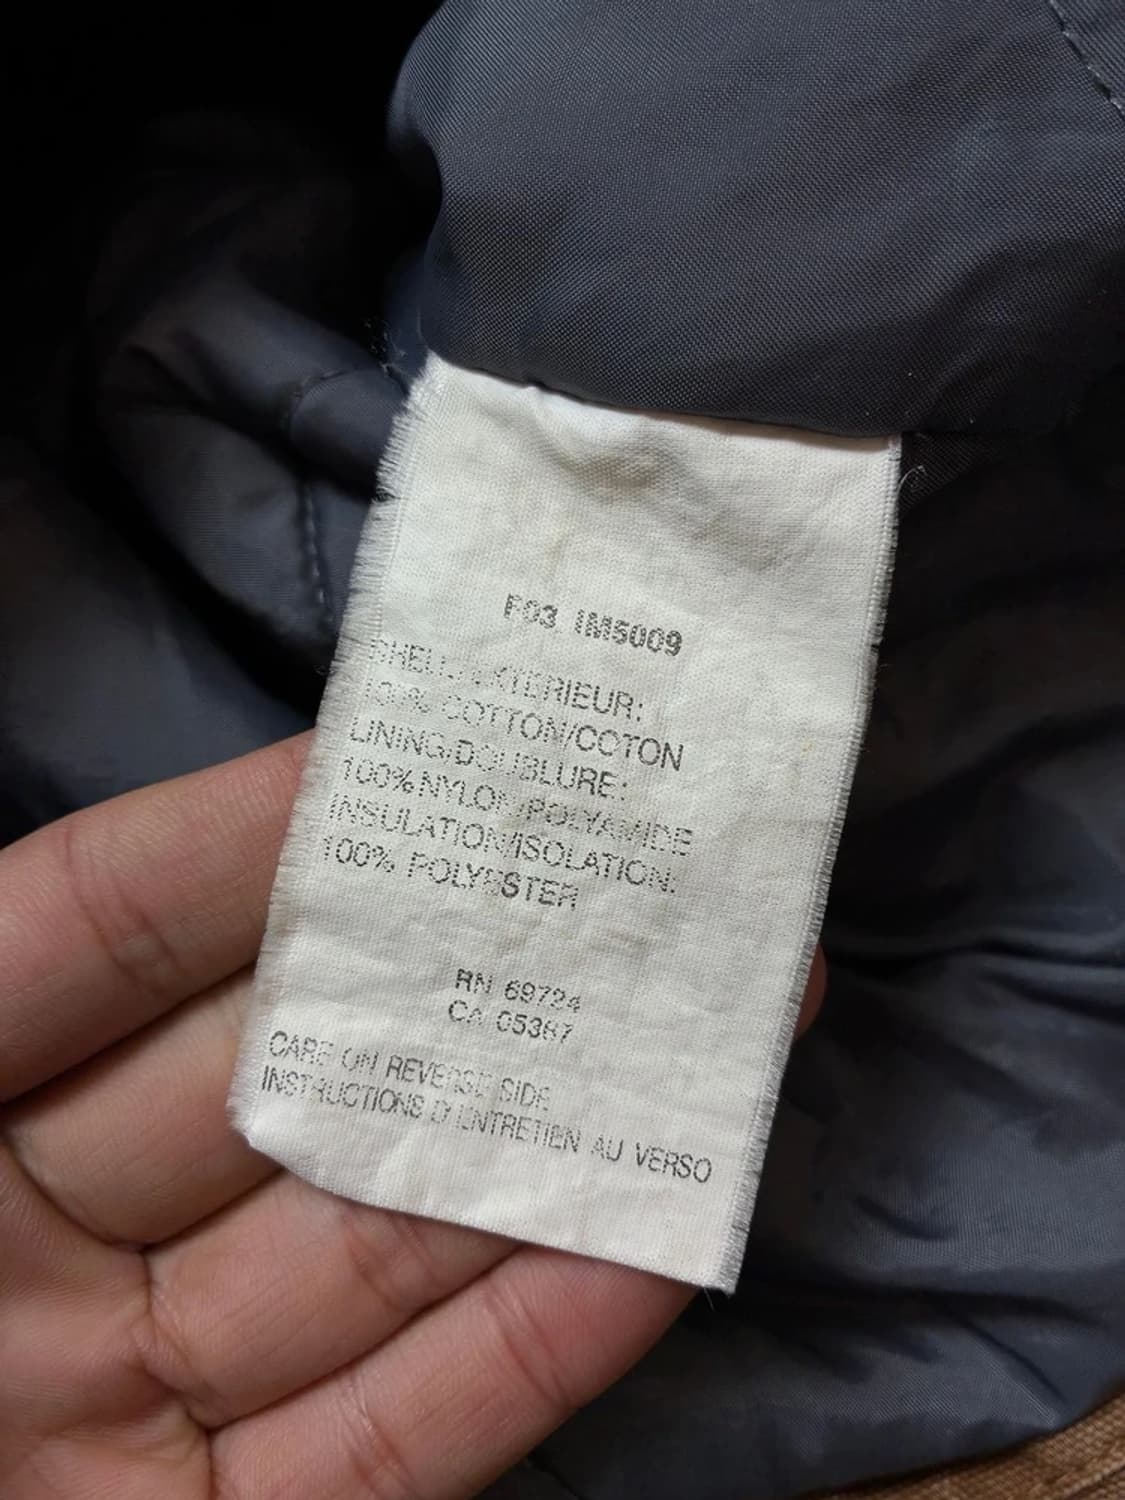 F03 IM5009
SHELL/EXTERIEUR:
100% COTTON/COTON
LINING/DOUBLURE:
100%NYLON/POLYAMIDE
INSULATION/ISOLATION:
100% POLYESTER
RN 69724
CA 05367
CARE ON REVERSE SIDE
INSTRUCTIONS D'ENTRETIEN AU VERSO